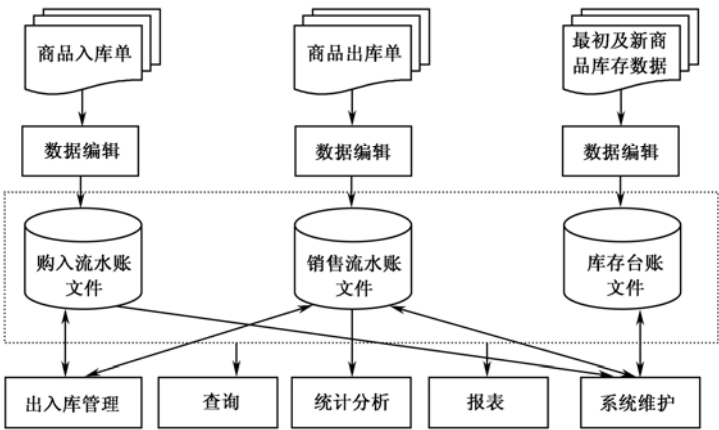 商品入库单
商品出库单
最初及新商
品库存数据
数据编辑
数据编辑
数据编辑
购入流水账
文件
销售流水账
文件
库存台账
文件
出入库管理
查询
统计分析
报表
系统维护